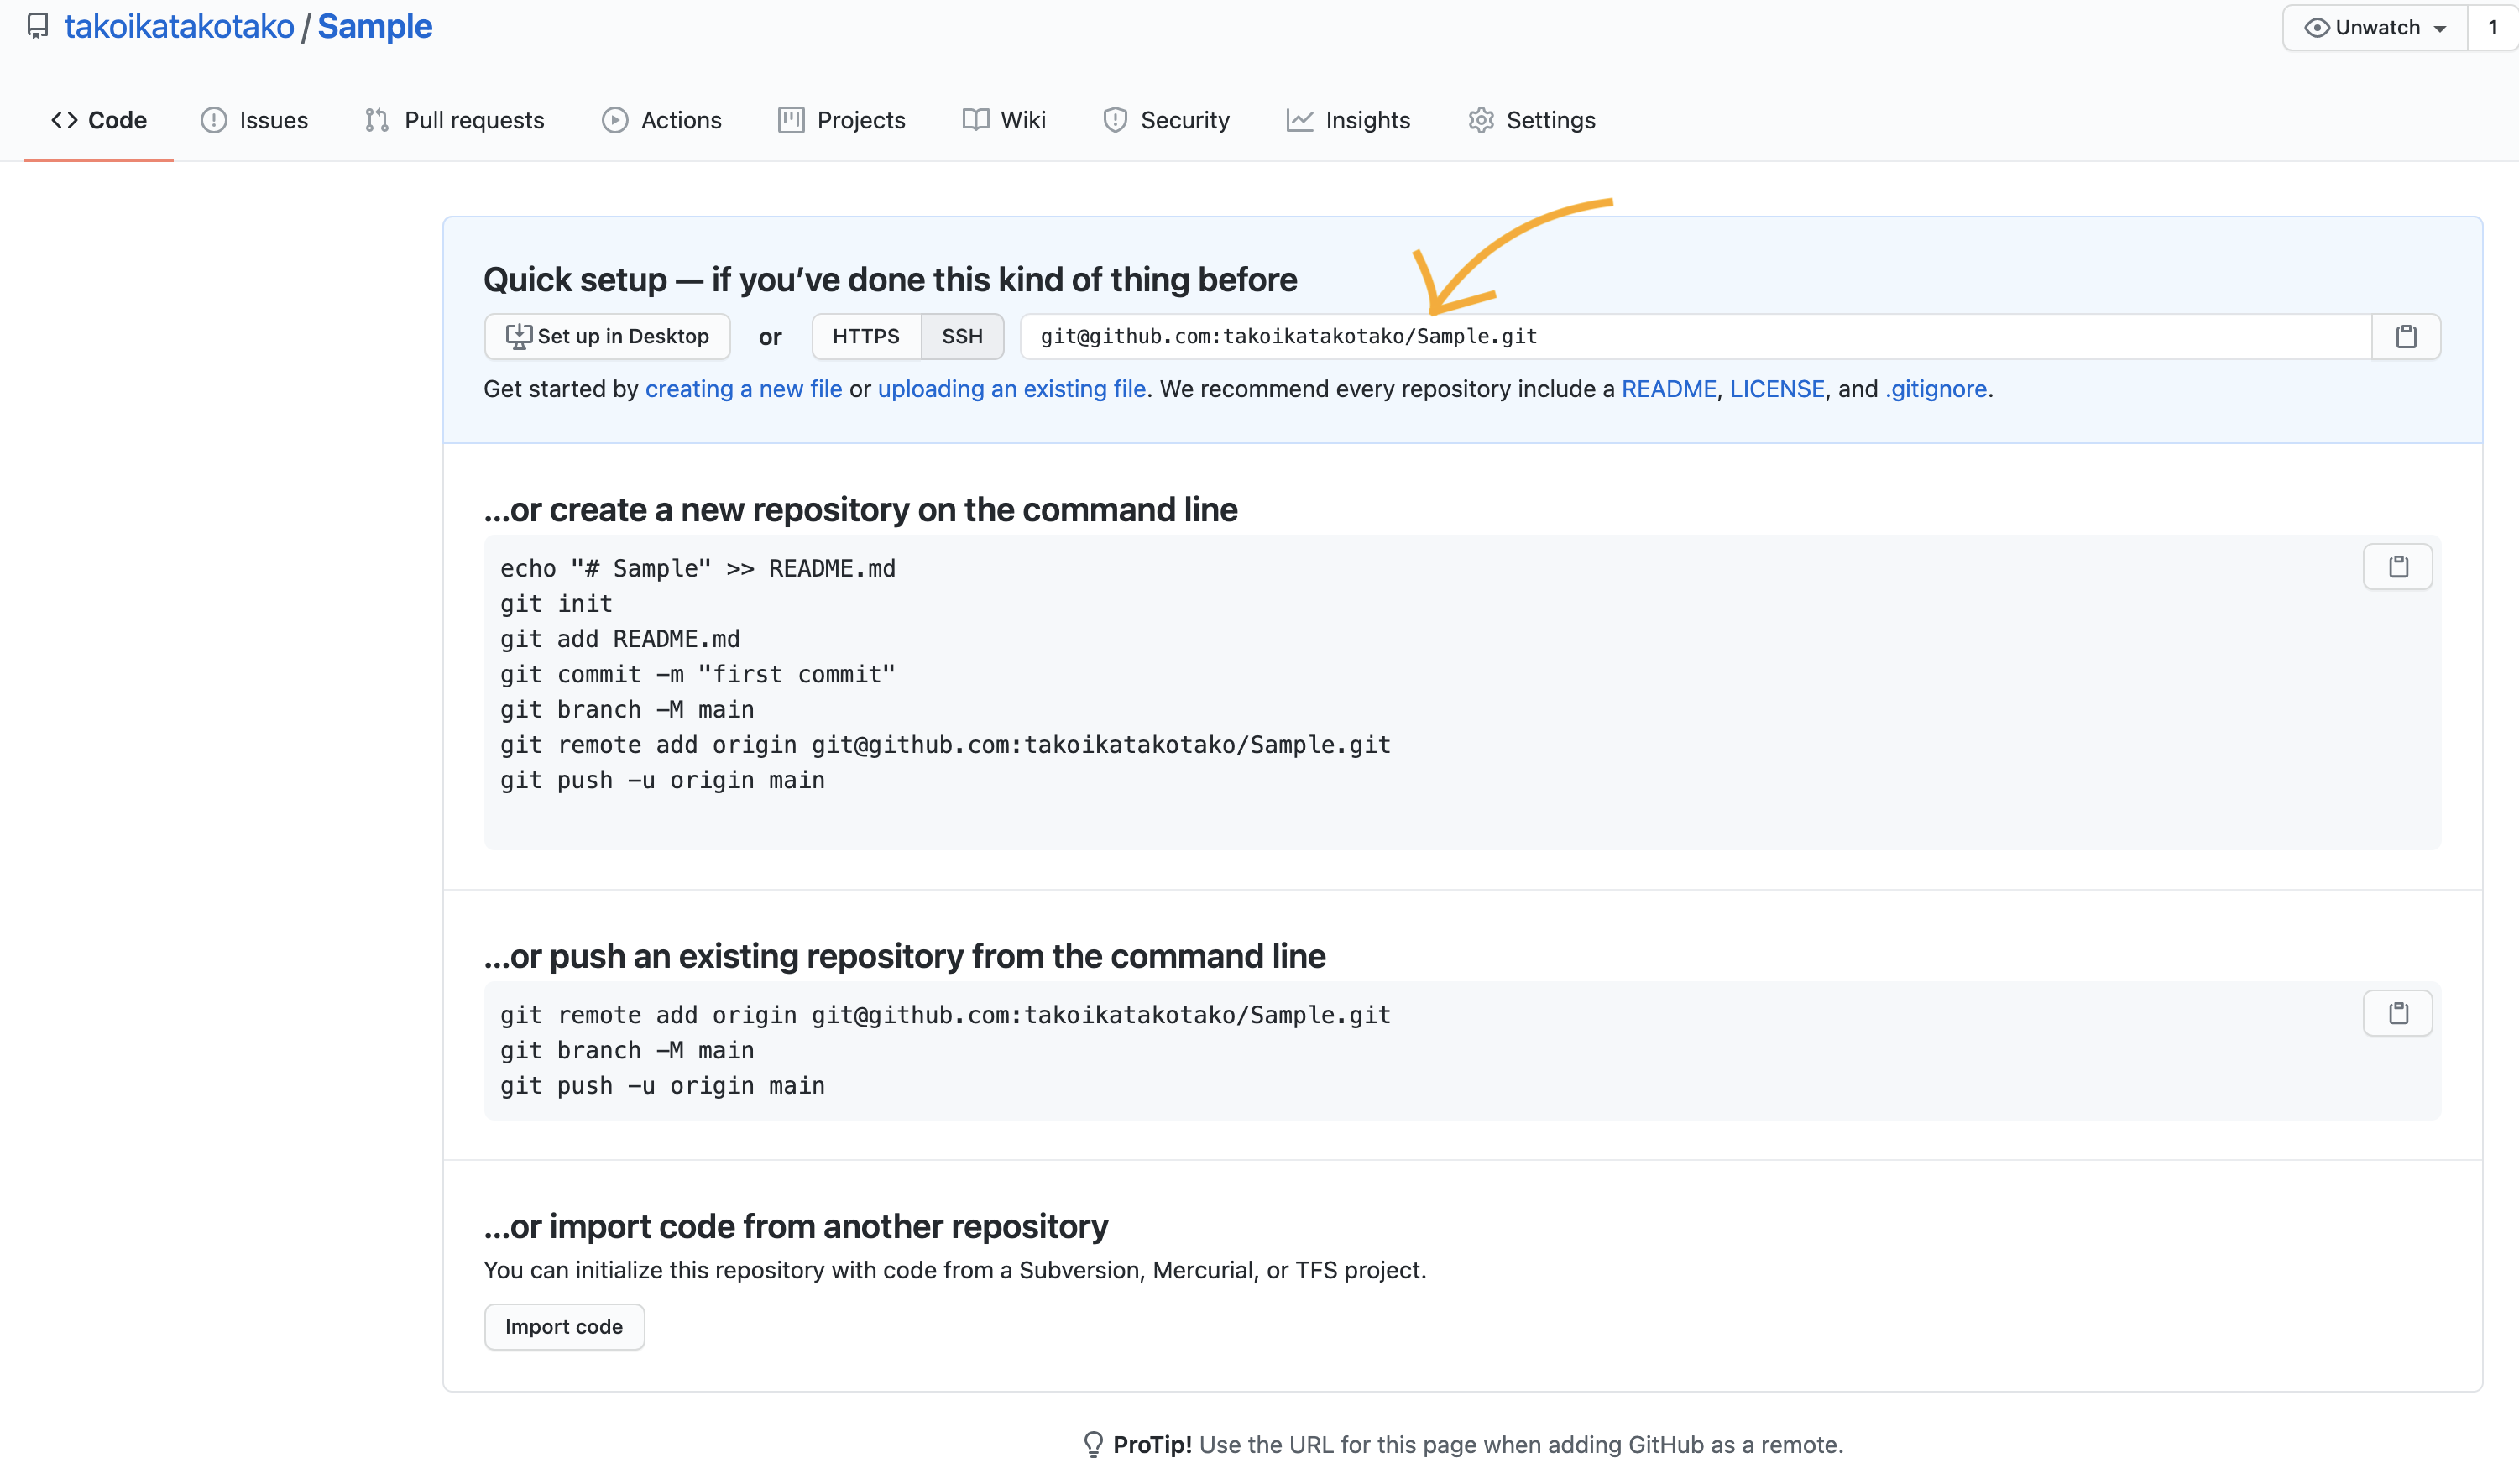 takoikatakotako / Sample
Unwatch 1
Code Issues Pull requests Actions Projects Wiki Security Insights Settings
Quick setup — if you’ve done this kind of thing before
Set up in Desktop or HTTPS SSH git@github.com:takoikatakotako/Sample.git
Get started by creating a new file or uploading an existing file. We recommend every repository include a README, LICENSE, and .gitignore.
…or create a new repository on the command line
echo "# Sample" >> README.md
git init
git add README.md
git commit -m "first commit"
git branch -M main
git remote add origin git@github.com:takoikatakotako/Sample.git
git push -u origin main
…or push an existing repository from the command line
git remote add origin git@github.com:takoikatakotako/Sample.git
git branch -M main
git push -u origin main
…or import code from another repository
You can initialize this repository with code from a Subversion, Mercurial, or TFS project.
Import code
ProTip! Use the URL for this page when adding GitHub as a remote.